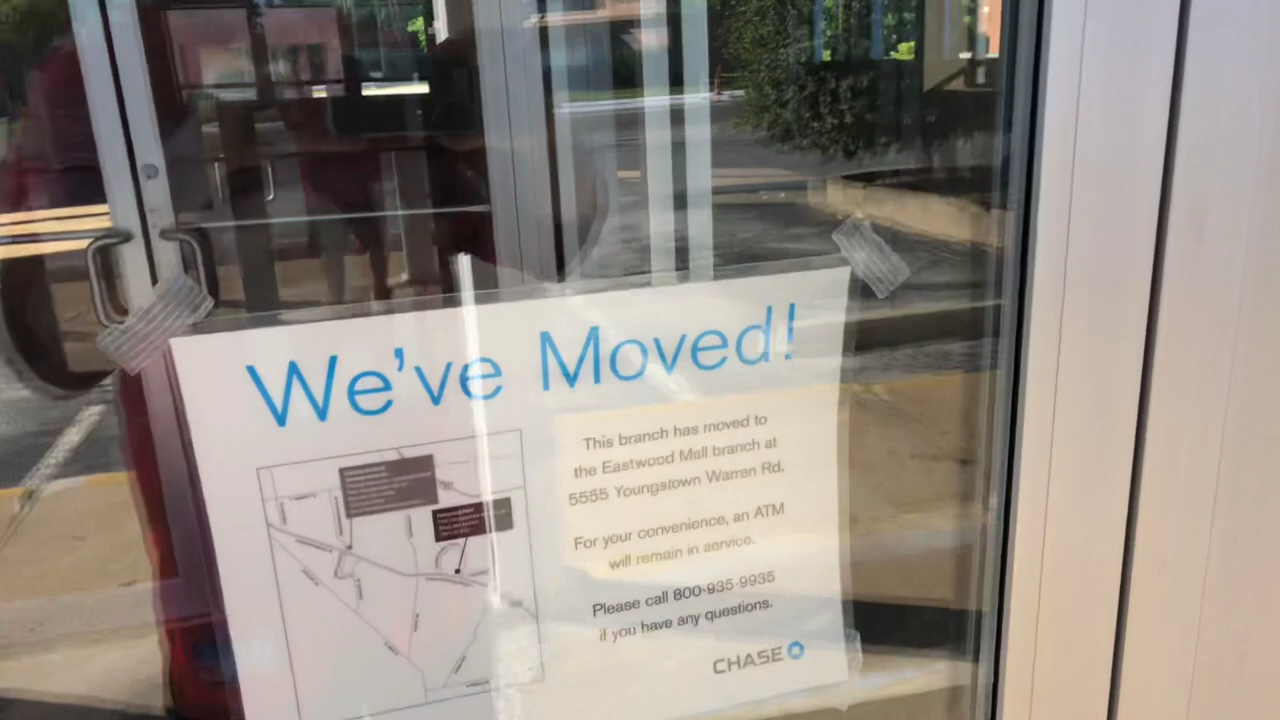 We've Moved!
This branch has moved to
the Eastwood Mall branch at
5555 Youngstown Warren Rd.
For your convenience, an ATM
will remain in service.
Please call 800-935-9935
if you have any questions.
CHASE